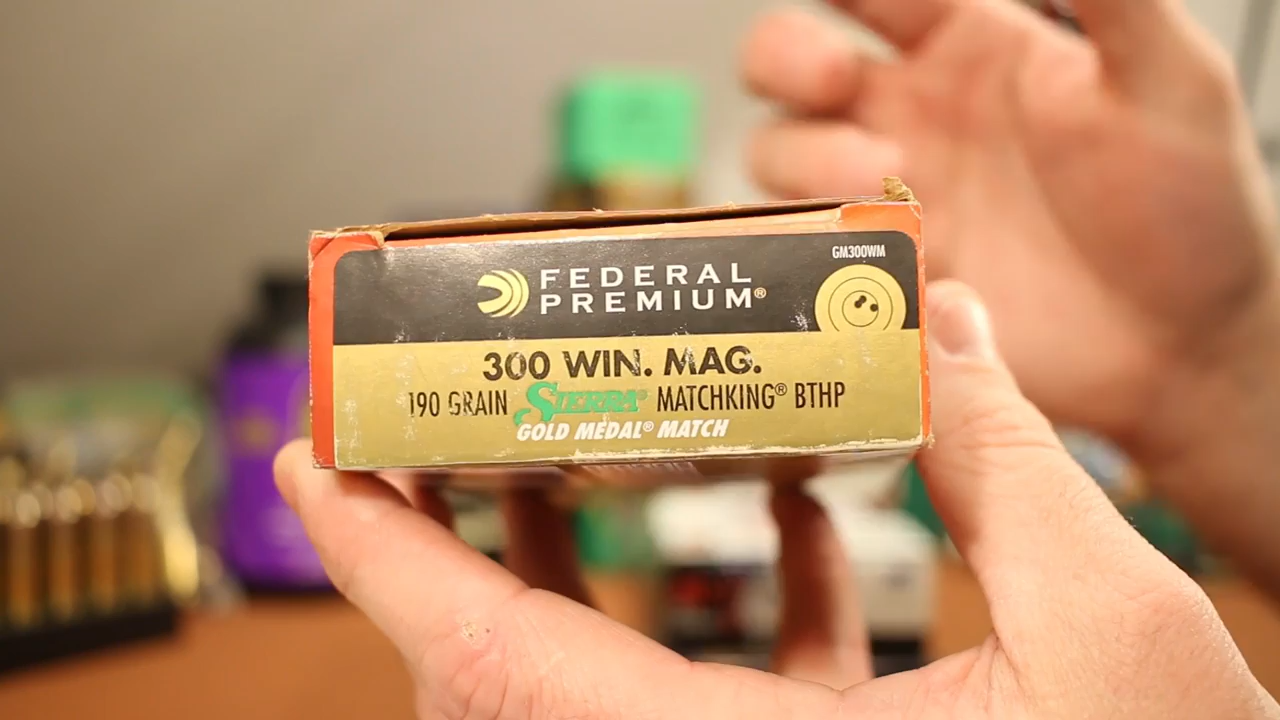 GM300WM
FEDERAL
PREMIUM®
300 WIN. MAG.
190 GRAIN SIERRA® MATCHKING® BTHP
GOLD MEDAL® MATCH